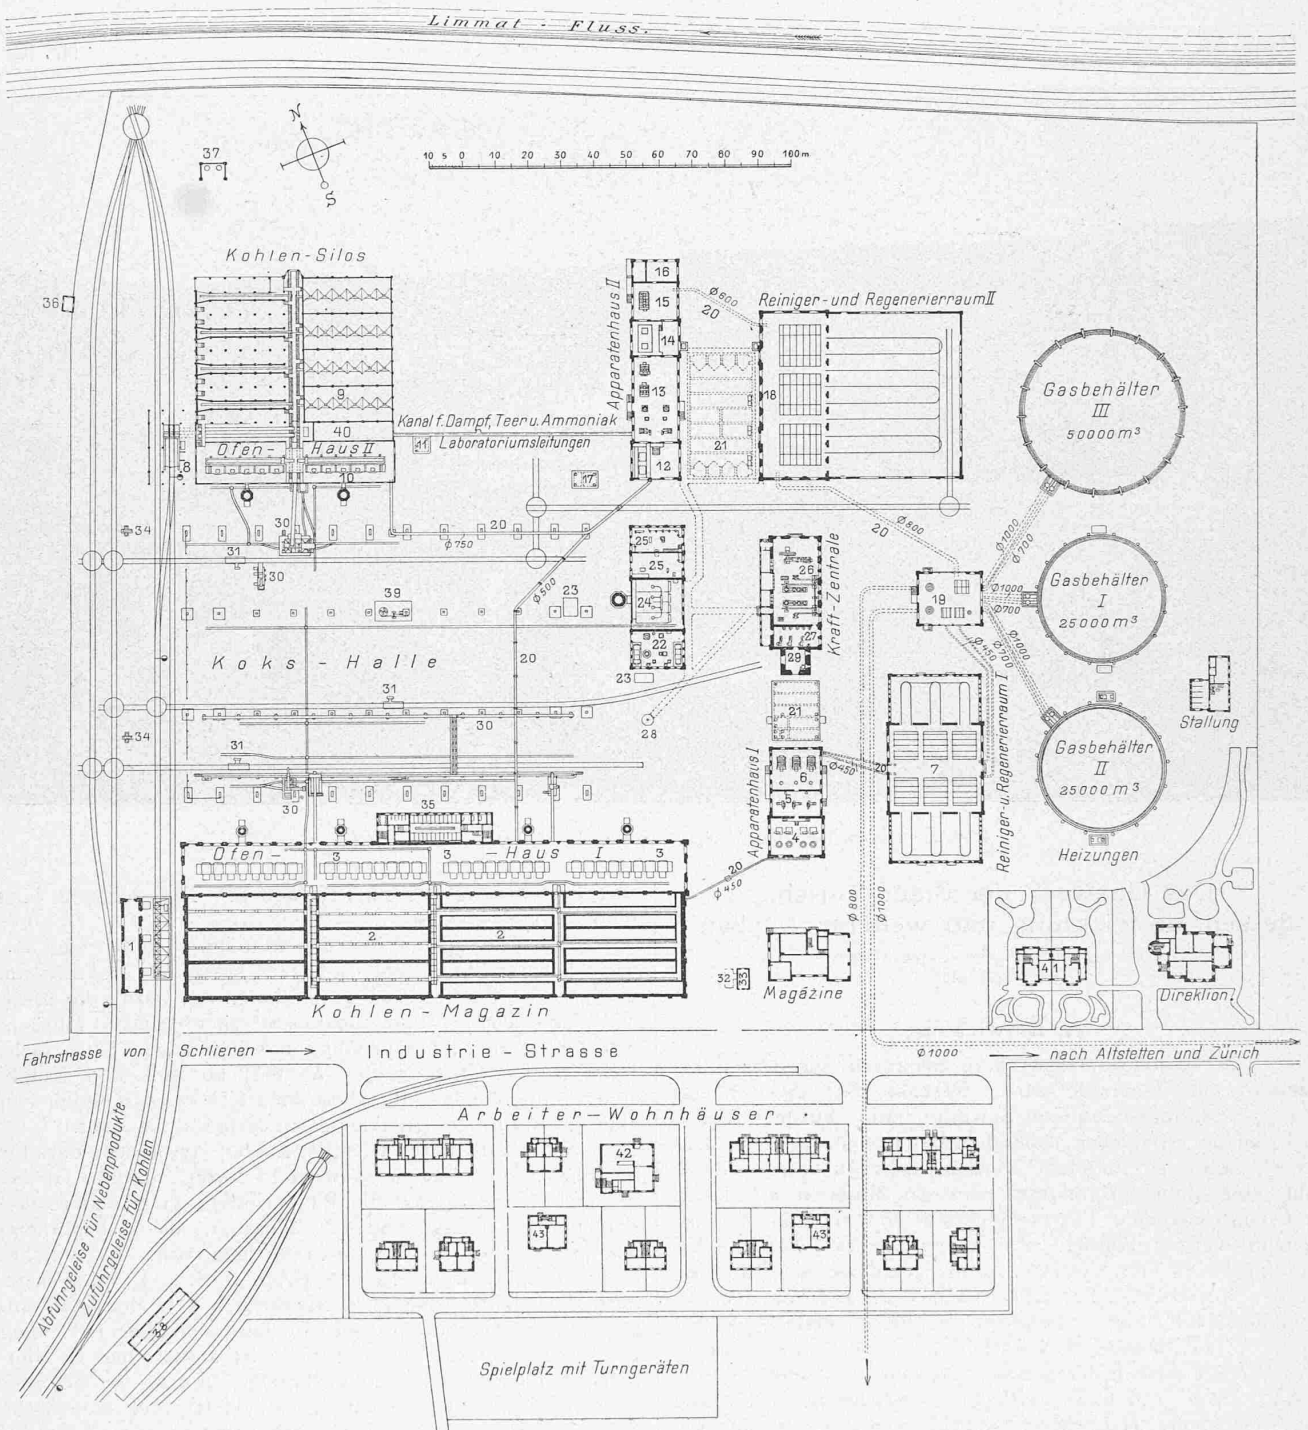 Limmat - Fluss.
N
S
37
10 5 0 10 20 30 40 50 60 70 80 90 100 m
Kohlen-Silos
36
9
40
Ofen- Haus II
10
8
Kanal f. Dampf, Teer u. Ammoniak
11
Laboratoriumsleitungen
Apparatenhaus II
16
15
14
13
12
17
Ø600
20
Reiniger- und Regenerierraum II
18
21
Gasbehälter
III
50000 m³
Ø1000
Ø700
Ø800
20
34
30
31
30
20
Ø750
Ø500
39
23
25
25
24
22
23
26
27
29
Kraft-Zentrale
19
Ø1000
Ø700
Gasbehälter
I
25000 m³
Ø450
Ø1000
Koks-Halle
20
31
30
28
21
34
31
30
Apparatenhaus I
6
5
4
Ø450
20
7
Reiniger- u. Regenerierraum I
Gasbehälter
II
25000 m³
Heizungen
Stallung
35
Ofen- 3 3 -Haus I 3
20
Ø450
Ø800
Ø1000
1
2
2
Kohlen-Magazin
32
33
Magazine
41
Direktion.
Fahrstrasse von Schlieren
Industrie-Strasse
Ø1000
nach Altstetten und Zürich
Arbeiter-Wohnhäuser
42
43
43
Abführgeleise für Nebenprodukte
Zuführgeleise für Kohlen
38
Spielplatz mit Turngeräten